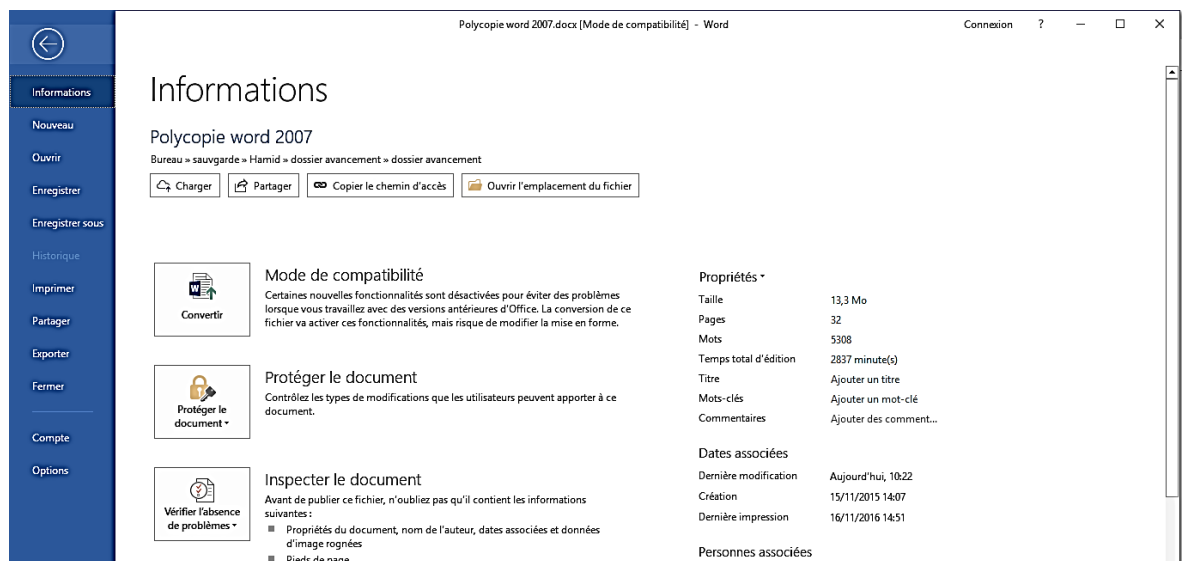 Polycopie word 2007.docx [Mode de compatibilité] - Word
Connexion
?
Informations
Nouveau
Ouvrir
Enregistrer
Enregistrer sous
Historique
Imprimer
Partager
Exporter
Fermer
Compte
Options
Informations
Polycopie word 2007
Bureau » sauvgarde » Hamid » dossier avancement » dossier avancement
Charger
Partager
Copier le chemin d'accès
Ouvrir l'emplacement du fichier
Convertir
Mode de compatibilité
Certaines nouvelles fonctionnalités sont désactivées pour éviter des problèmes
lorsque vous travaillez avec des versions antérieures d'Office. La conversion de ce
fichier va activer ces fonctionnalités, mais risque de modifier la mise en forme.
Protéger le
document
Protéger le document
Contrôlez les types de modifications que les utilisateurs peuvent apporter à ce
document.
Vérifier l'absence
de problèmes
Inspecter le document
Avant de publier ce fichier, n'oubliez pas qu'il contient les informations
suivantes :
Propriétés du document, nom de l'auteur, dates associées et données
d'image rognées
Pieds de page
Propriétés
Taille 13,3 Mo
Pages 32
Mots 5308
Temps total d'édition 2837 minute(s)
Titre Ajouter un titre
Mots-clés Ajouter un mot-clé
Commentaires Ajouter des comment...
Dates associées
Dernière modification Aujourd'hui, 10:22
Création 15/11/2015 14:07
Dernière impression 16/11/2016 14:51
Personnes associées